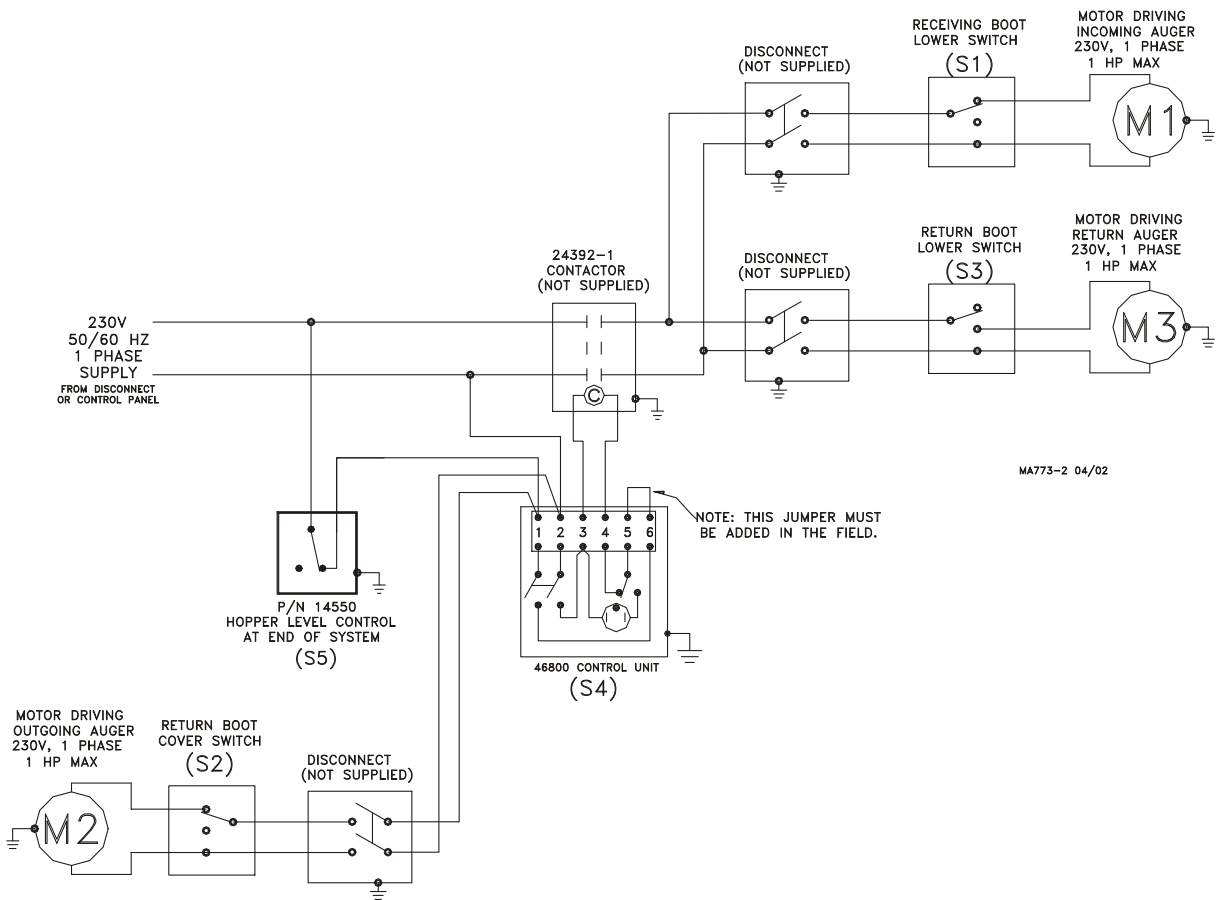 RECEIVING BOOT
LOWER SWITCH
(S1)
MOTOR DRIVING
INCOMING AUGER
230V, 1 PHASE
1 HP MAX
DISCONNECT
(NOT SUPPLIED)
M1
RETURN BOOT
LOWER SWITCH
(S3)
MOTOR DRIVING
RETURN AUGER
230V, 1 PHASE
1 HP MAX
24392-1
CONTACTOR
(NOT SUPPLIED)
DISCONNECT
(NOT SUPPLIED)
M3
230V
50/60 HZ
1 PHASE
SUPPLY
FROM DISCONNECT
OR CONTROL PANEL
C
MA773-2 04/02
NOTE: THIS JUMPER MUST
BE ADDED IN THE FIELD.
1 2 3 4 5 6
P/N 14550
HOPPER LEVEL CONTROL
AT END OF SYSTEM
(S5)
46800 CONTROL UNIT
(S4)
MOTOR DRIVING
OUTGOING AUGER
230V, 1 PHASE
1 HP MAX
RETURN BOOT
COVER SWITCH
(S2)
DISCONNECT
(NOT SUPPLIED)
M2